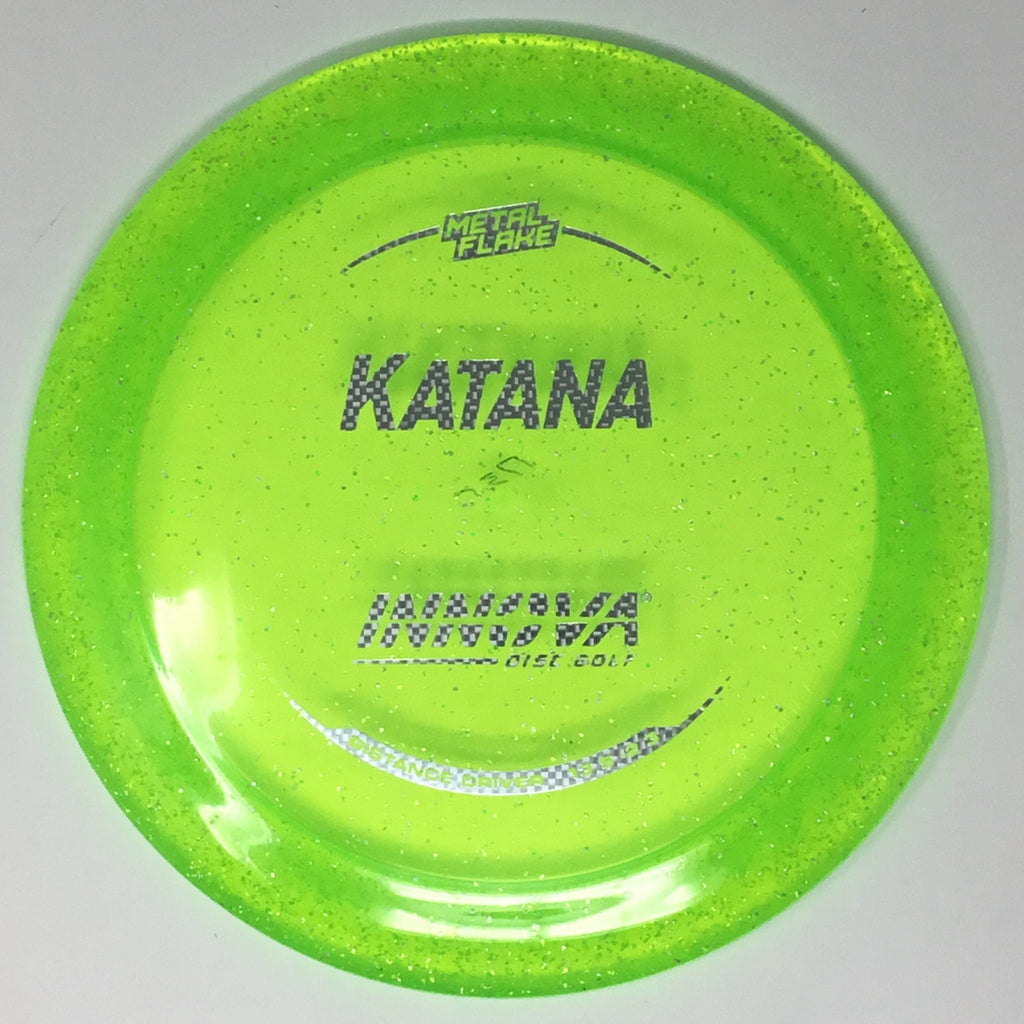 METAL
FLAKE
KATANA
INNOVA®
DISC GOLF
DISTANCE DRIVER